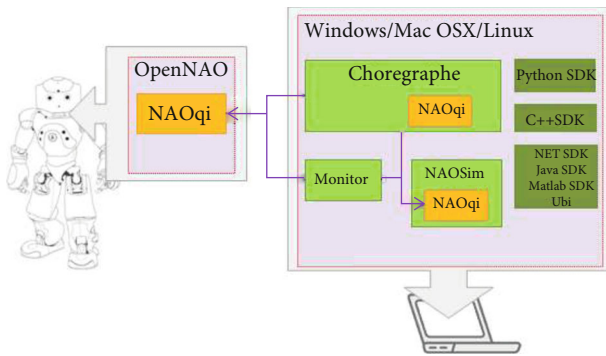 Windows/Mac OSX/Linux
OpenNAO
NAOqi
Choregraphe
NAOqi
Monitor
NAOSim
NAOqi
Python SDK
C++SDK
NET SDK
Java SDK
Matlab SDK
Ubi